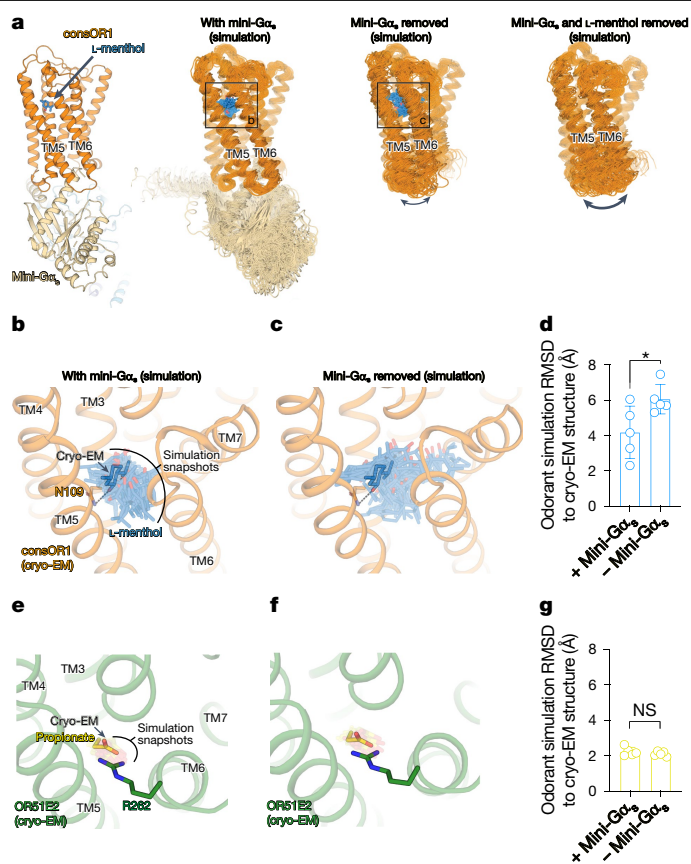 a
consOR1
L-menthol
TM5 TM6
Mini-Gαs
With mini-Gαs
(simulation)
b
TM5 TM6
Mini-Gαs removed
(simulation)
c
TM5 TM6
Mini-Gαs and L-menthol removed
(simulation)
TM5 TM6
b
With mini-Gαs (simulation)
TM4
TM3
TM7
Cryo-EM
Simulation
snapshots
N109
TM5
L-menthol
consOR1
(cryo-EM)
TM6
c
Mini-Gαs removed (simulation)
d
Odorant simulation RMSD
to cryo-EM structure (Å)
8
6
4
2
0
*
+ Mini-Gαs
– Mini-Gαs
e
TM3
TM4
TM7
Cryo-EM
Propionate
Simulation
snapshots
TM6
OR51E2
(cryo-EM)
TM5
R262
f
OR51E2
(cryo-EM)
g
Odorant simulation RMSD
to cryo-EM structure (Å)
8
6
4
2
0
NS
+ Mini-Gαs
– Mini-Gαs